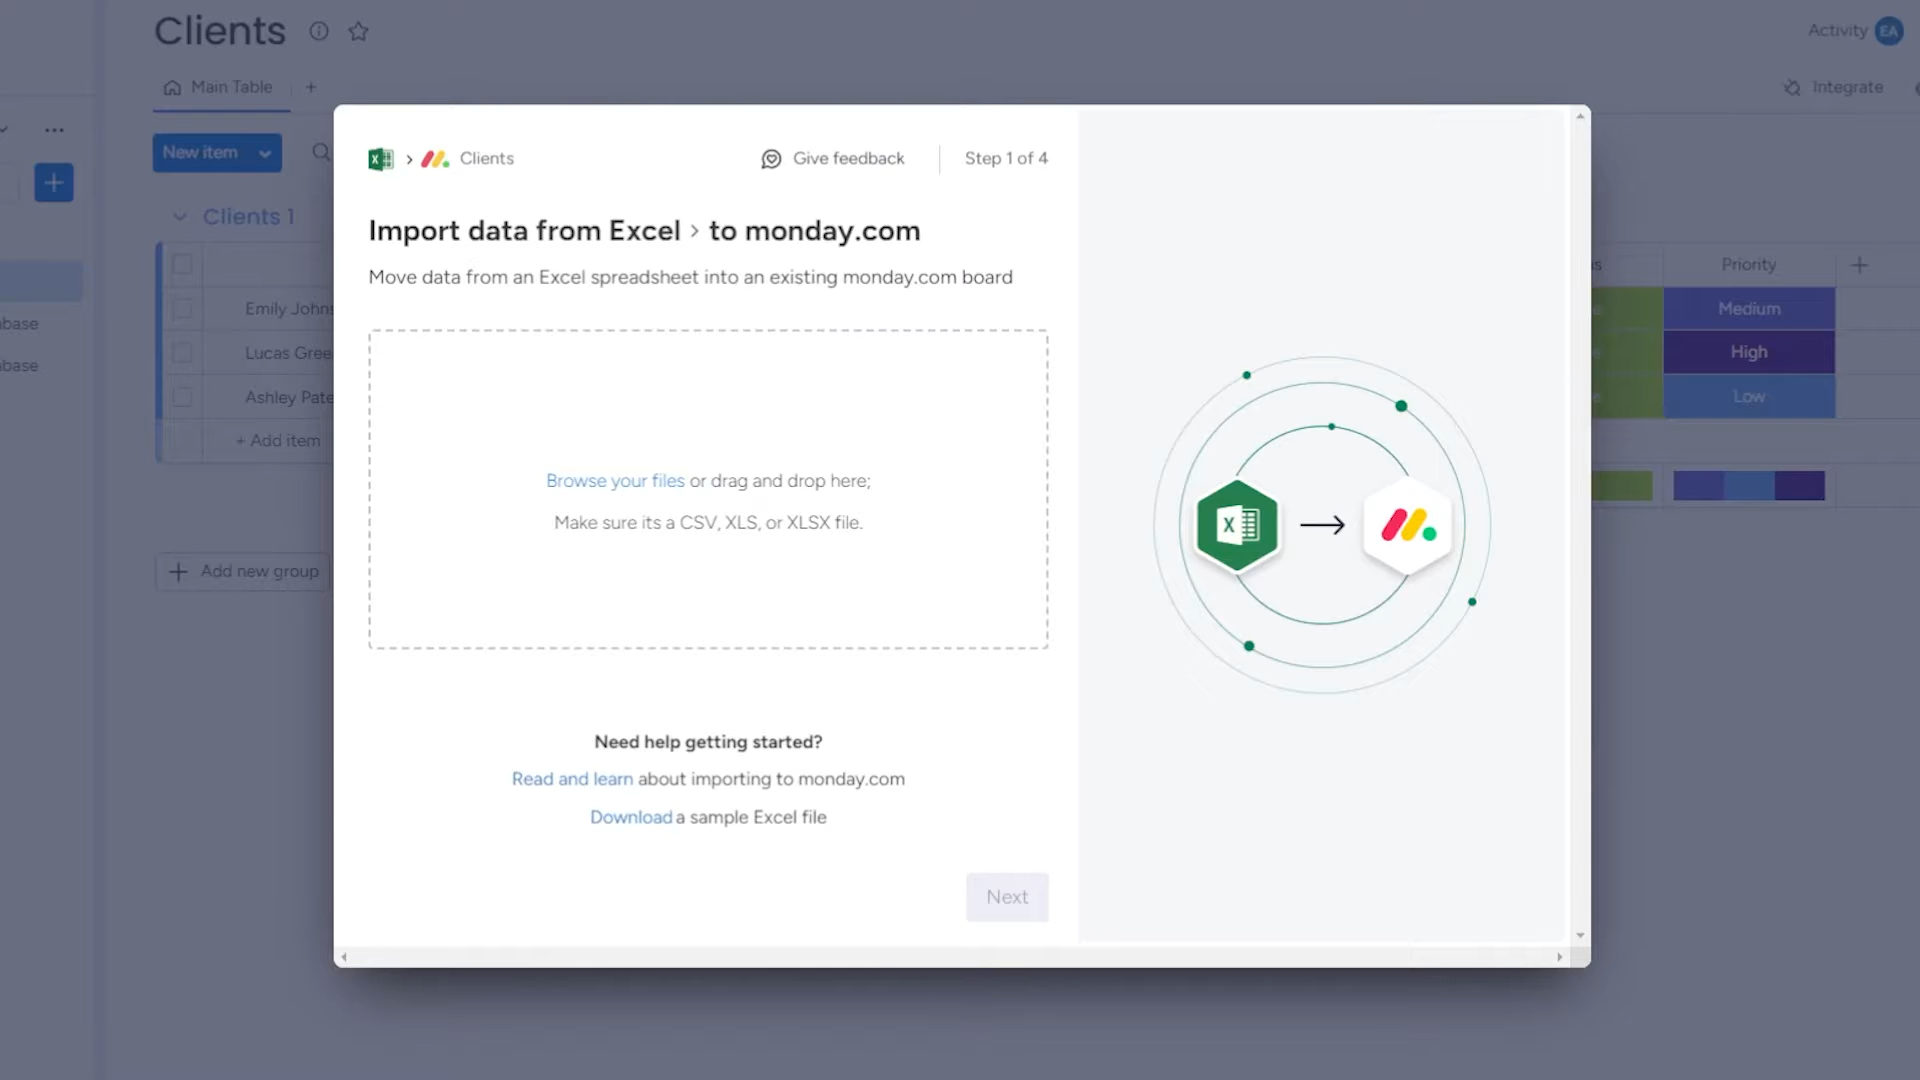 Clients
Activity EA
Main Table +
Integrate
New item
Clients 1
Clients
Give feedback
Step 1 of 4
Import data from Excel › to monday.com
Move data from an Excel spreadsheet into an existing monday.com board
Priority
Emily Johns
Medium
Lucas Gree
High
Ashley Pate
Low
+ Add item
Browse your files or drag and drop here;
Make sure its a CSV, XLS, or XLSX file.
+ Add new group
Need help getting started?
Read and learn about importing to monday.com
Download a sample Excel file
Next